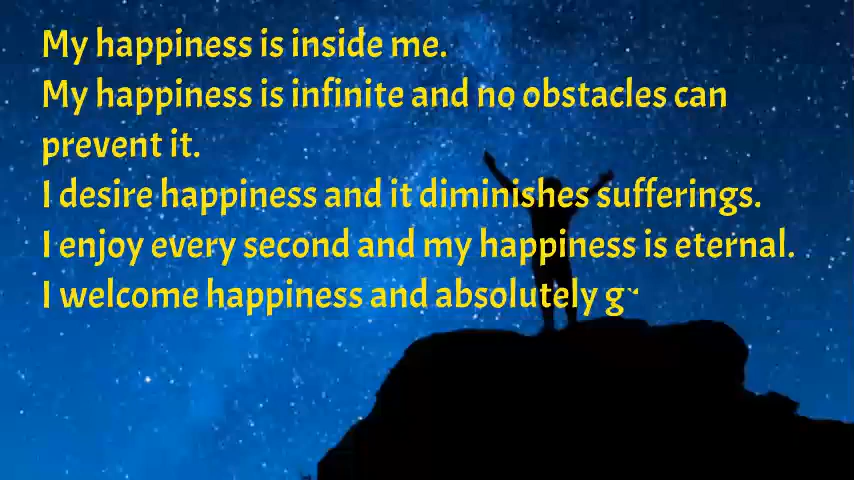 My happiness is inside me.
My happiness is infinite and no obstacles can
prevent it.
I desire happiness and it diminishes sufferings.
I enjoy every second and my happiness is eternal.
I welcome happiness and absolutely